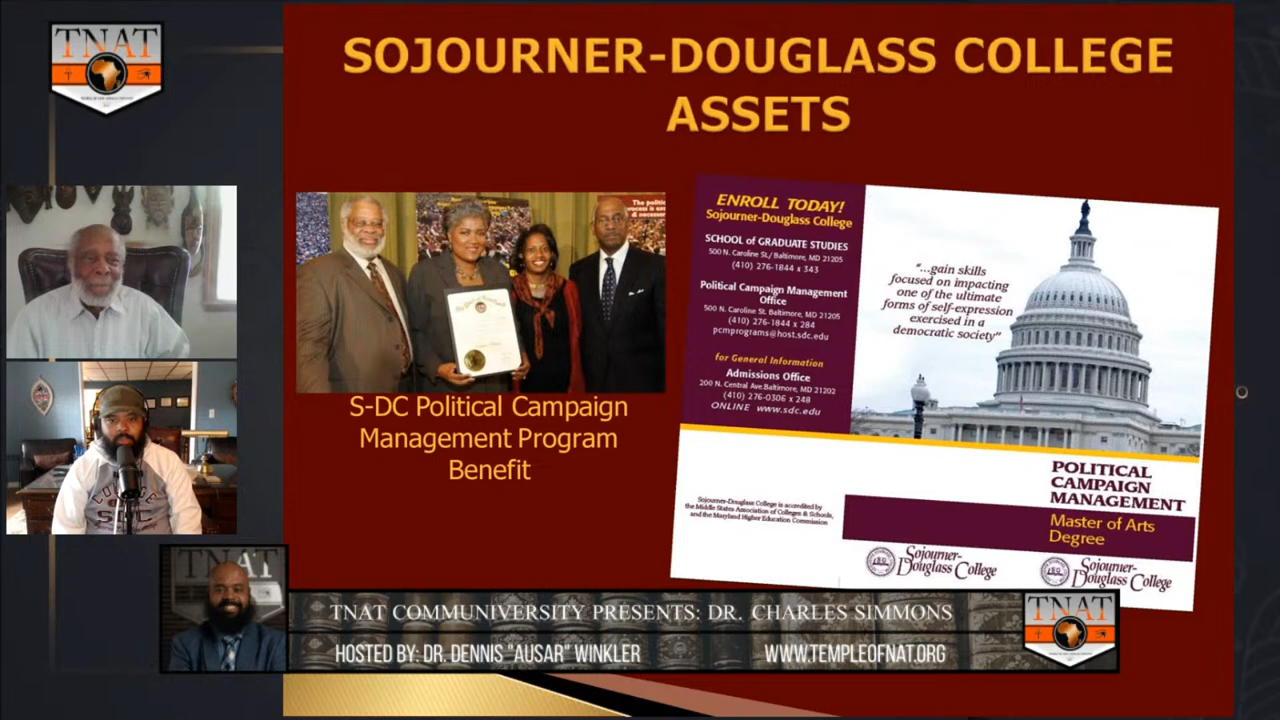 TNAT
SOJOURNER-DOUGLASS COLLEGE
ASSETS
The politic
S-DC Political Campaign
Management Program
Benefit
ENROLL TODAY!
Sojourner-Douglass College
SCHOOL of GRADUATE STUDIES
500 N. Caroline St./ Baltimore, MD 21205
(410) 276-1844 x 343
Political Campaign Management
Office
500 N. Caroline St. Baltimore, MD 21205
(410) 276-1844 x 284
pcmprograms@host.sdc.edu
for General Information
Admissions Office
200 N. Central Ave.Baltimore, MD 21202
(410) 276-0306 x 248
ONLINE www.sdc.edu
"...gain skills
focused on impacting
one of the ultimate
forms of self-expression
exercised in a
democratic society"
Sojourner-Douglass College is accredited by
the Middle States Association of Colleges & Schools,
and the Maryland Higher Education Commission
POLITICAL
CAMPAIGN
MANAGEMENT
Master of Arts
Degree
Sojourner-
Douglass College
Sojourner-
Douglass College
COLLEGE
TNAT
TNAT COMMUNIVERSITY PRESENTS: DR. CHARLES SIMMONS
HOSTED BY: DR. DENNIS "AUSAR" WINKLER
WWW.TEMPLEOFNAT.ORG
TNAT